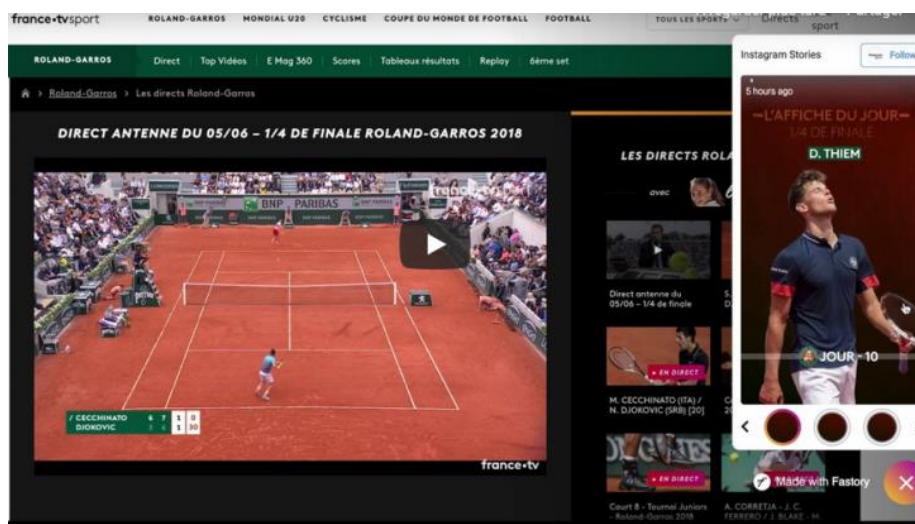 france•tvsport
ROLAND-GARROS MONDIAL U20 CYCLISME COUPE DU MONDE DE FOOTBALL FOOTBALL
TOUS LES SPORTS Directs
sport
ROLAND-GARROS Direct Top Vidéos E Mag 360 Scores Tableaux résultats Replay 6ème set
> Roland-Garros > Les directs Roland-Garros
DIRECT ANTENNE DU 05/06 – 1/4 DE FINALE ROLAND-GARROS 2018
france•tv
BNP PARIBAS
/ CECCHINATO 6 7 1 0
DJOKOVIC 1 30
france•tv
LES DIRECTS
avec
Direct antenne du
05/06 – 1/4 de finale
• EN DIRECT
M. CECCHINATO (ITA) /
N. DJOKOVIC (SRB) [20]
• EN DIRECT
Court 8 - Tournoi Juniors
- Roland-Garros 2018
• EN DIRECT
A. CORRETJA - J. C.
FERRERO / J. BLAKE - M.
Instagram Stories
Follow
5 hours ago
L'AFFICHE DU JOUR
1/4 DE FINALE
D. THIEM
JOUR - 10
Made with Fastory